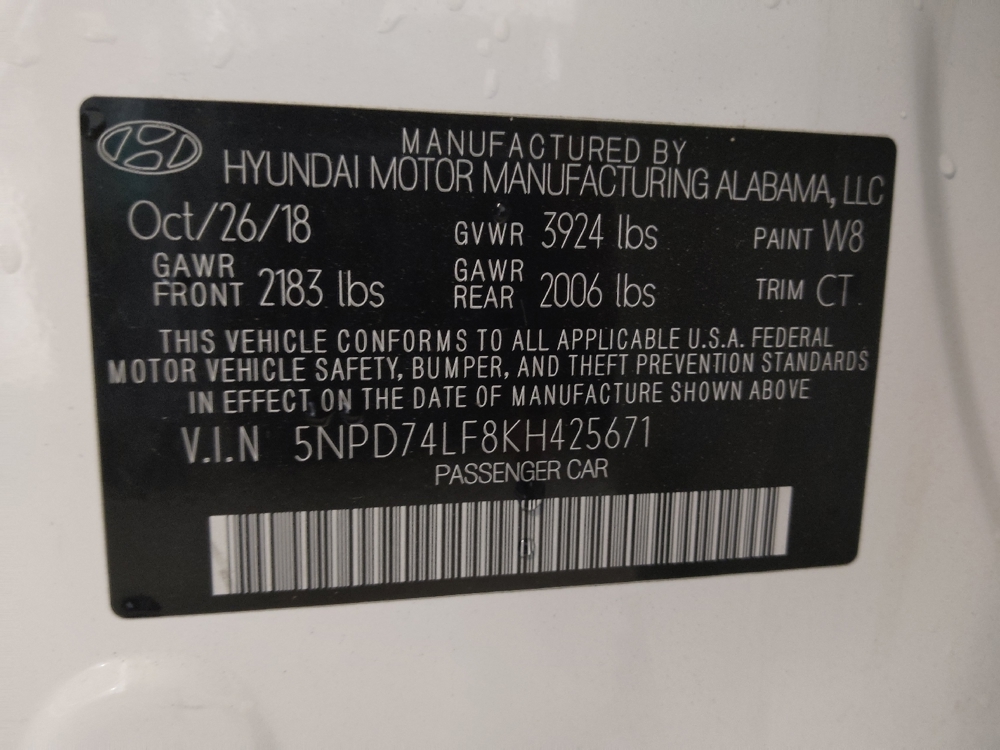 MANUFACTURED BY
HYUNDAI MOTOR MANUFACTURING ALABAMA, LLC
Oct/26/18 GVWR 3924 lbs PAINT W8
GAWR FRONT 2183 lbs GAWR REAR 2006 lbs TRIM CT
THIS VEHICLE CONFORMS TO ALL APPLICABLE U.S.A. FEDERAL
MOTOR VEHICLE SAFETY, BUMPER, AND THEFT PREVENTION STANDARDS
IN EFFECT ON THE DATE OF MANUFACTURE SHOWN ABOVE
V.I.N 5NPD74LF8KH425671
PASSENGER CAR